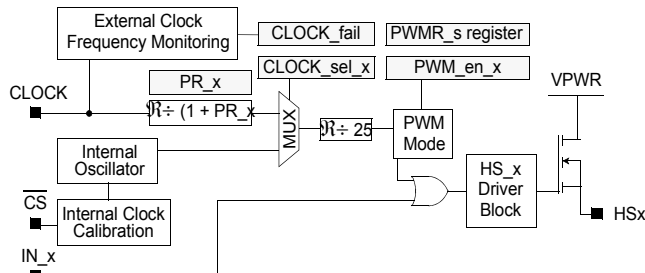 External Clock
Frequency Monitoring
CLOCK_fail
PWMR_s register
CLOCK_sel_x
PWM_en_x
PR_x
VPWR
CLOCK
ℜ÷ (1 + PR_x
MUX
ℜ÷ 25
PWM
Mode
Internal
Oscillator
HS_x
Driver
Block
CS
Internal Clock
Calibration
HSx
IN_x